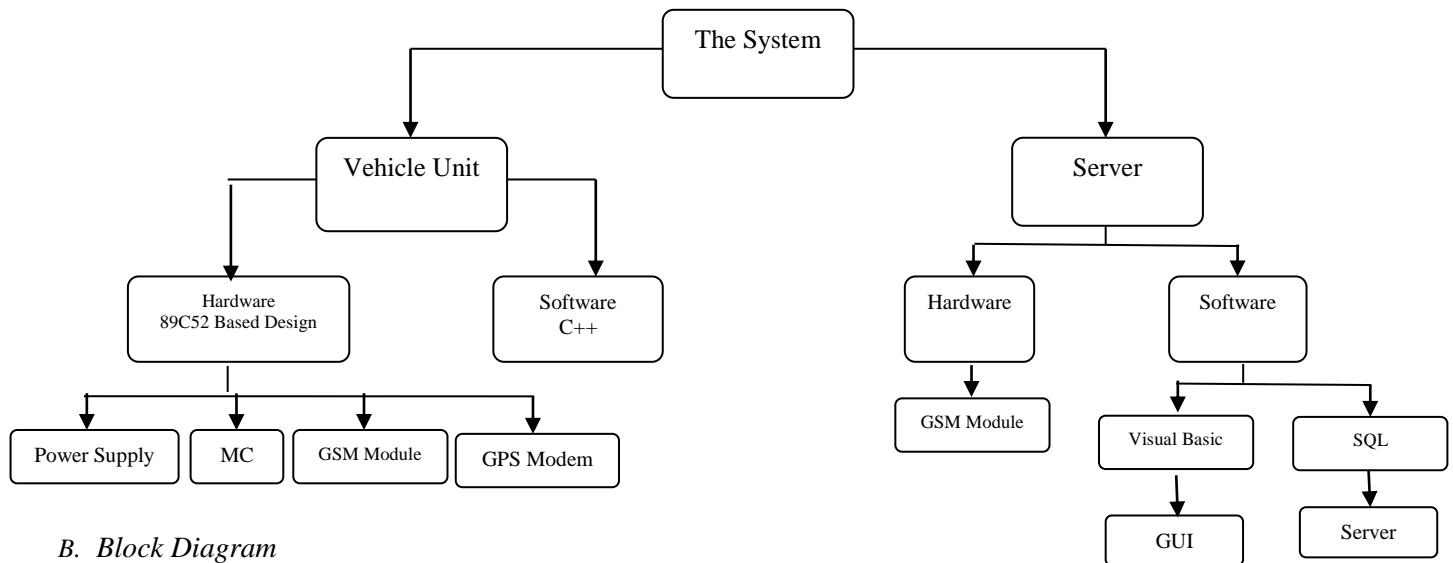 The System
Vehicle Unit
Server
Hardware
89C52 Based Design
Software
C++
Hardware
Software
Power Supply
MC
GSM Module
GPS Modem
GSM Module
Visual Basic
SQL
GUI
Server
B. Block Diagram